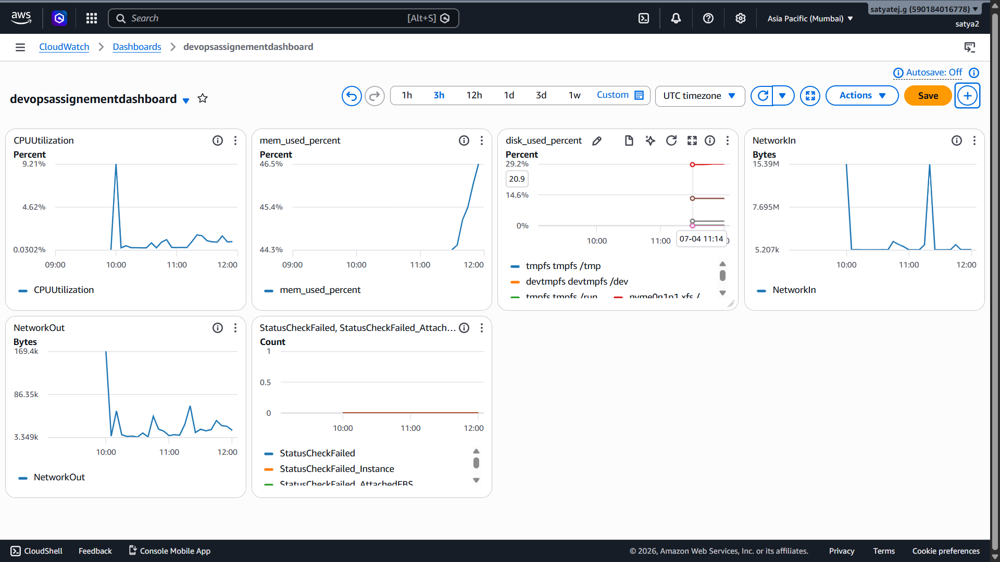 aws
Search
[Alt+S]
Asia Pacific (Mumbai)
satyatej.g (590184016778)
satya2
CloudWatch
Dashboards
devopsassignementdashboard
Autosave: Off
devopsassignementdashboard
1h
3h
12h
1d
3d
1w
Custom
UTC timezone
Actions
Save
CPUUtilization
Percent
9.21%
4.62%
0.0302%
09:00
10:00
11:00
12:00
CPUUtilization
mem_used_percent
Percent
46.5%
45.4%
44.3%
09:00
10:00
11:00
12:00
mem_used_percent
disk_used_percent
Percent
29.2%
20.9
14.6%
0%
10:00
11:00
07-04 11:14
tmpfs tmpfs /tmp
devtmpfs devtmpfs /dev
tmpfs tmpfs /run
nvme0n1p1 xfs /
NetworkIn
Bytes
15.39M
7.695M
5.207k
10:00
11:00
12:00
NetworkIn
NetworkOut
Bytes
169.4k
86.35k
3.349k
10:00
11:00
12:00
NetworkOut
StatusCheckFailed, StatusCheckFailed_Attach...
Count
1
0.5
0
10:00
11:00
12:00
StatusCheckFailed
StatusCheckFailed_Instance
StatusCheckFailed_AttachedEBS
CloudShell
Feedback
Console Mobile App
© 2026, Amazon Web Services, Inc. or its affiliates.
Privacy
Terms
Cookie preferences